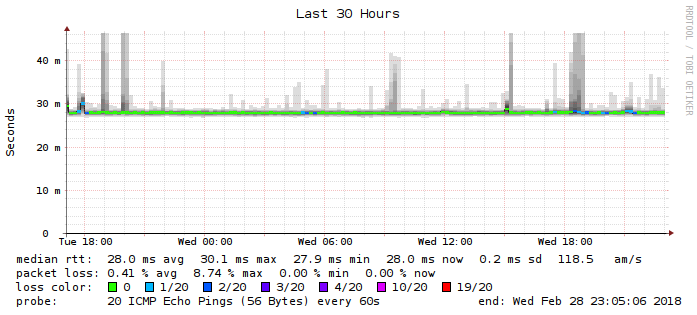 Last 30 Hours
RRDTOOL / TOBI OETIKER
Seconds
40 m
30 m
20 m
10 m
0
Tue 18:00 Wed 00:00 Wed 06:00 Wed 12:00 Wed 18:00
median rtt: 28.0 ms avg 30.1 ms max 27.9 ms min 28.0 ms now 0.2 ms sd 118.5 am/s
packet loss: 0.41 % avg 8.74 % max 0.00 % min 0.00 % now
loss color: 0 1/20 2/20 3/20 4/20 10/20 19/20
probe: 20 ICMP Echo Pings (56 Bytes) every 60s end: Wed Feb 28 23:05:06 2018